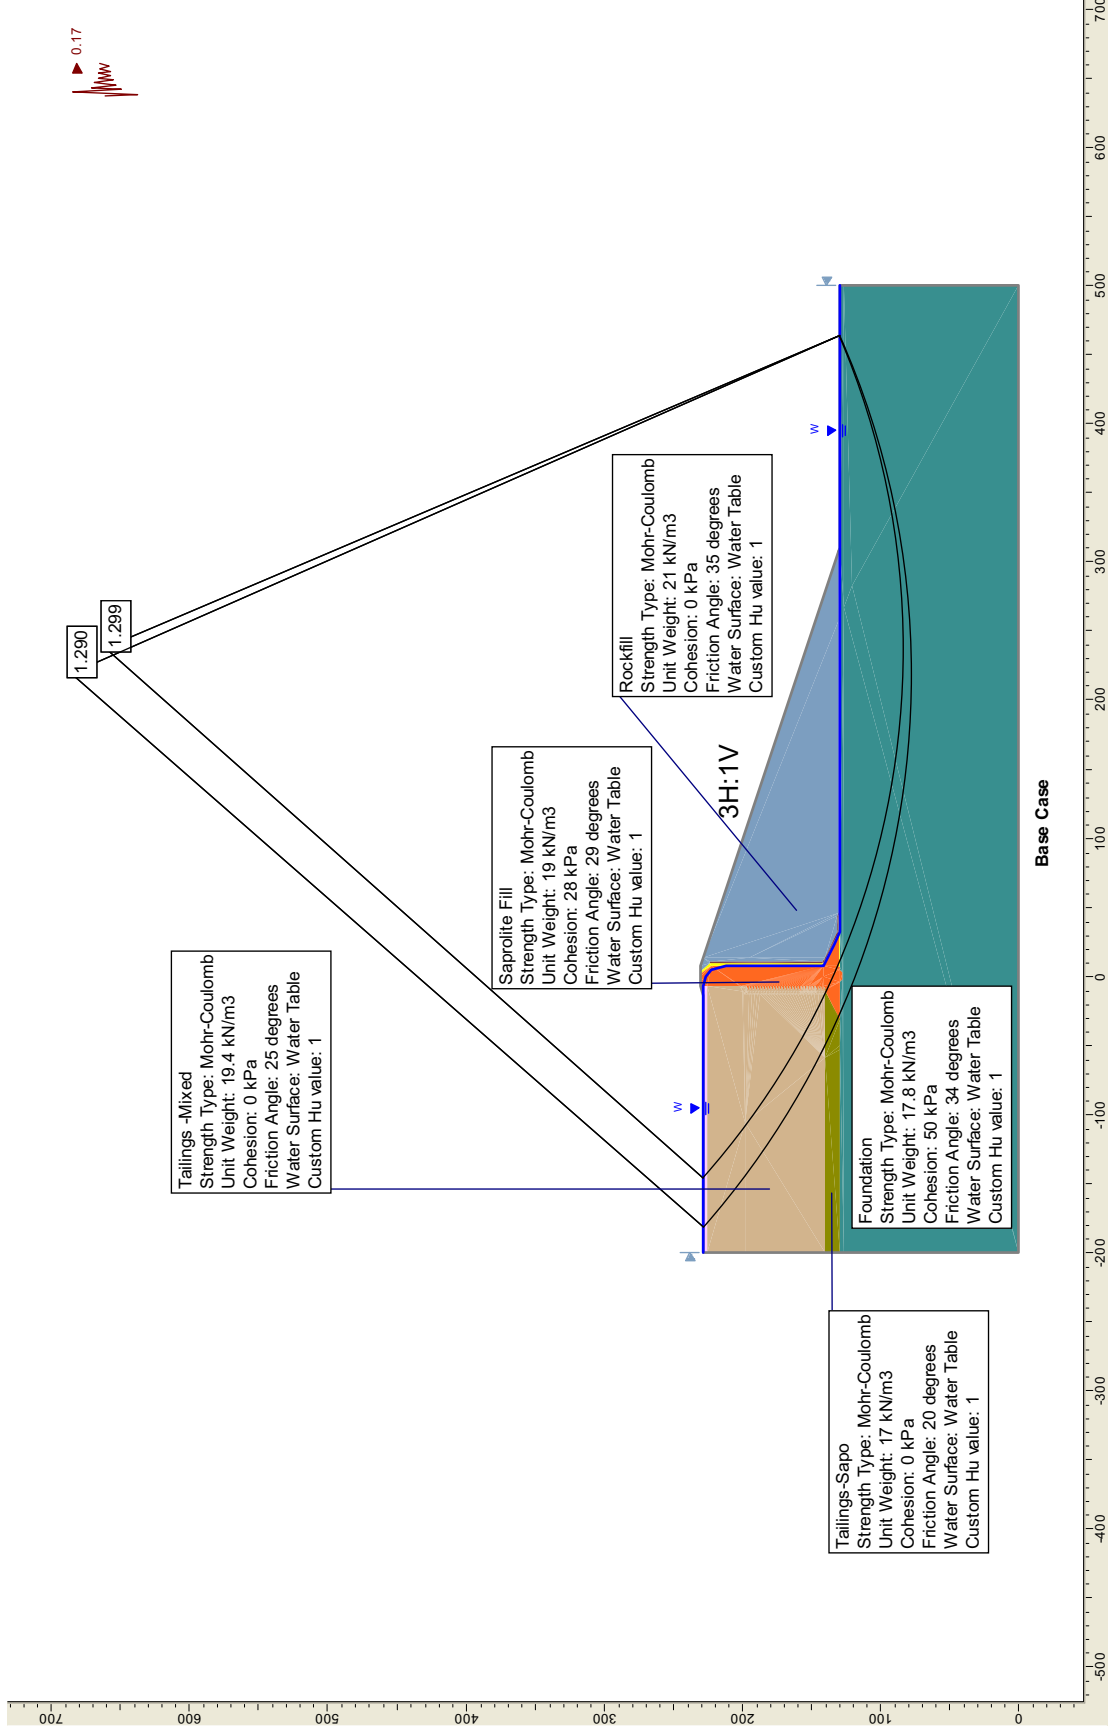 0.17
1.290
1.299
Tailings -Mixed
Strength Type: Mohr-Coulomb
Unit Weight: 19.4 kN/m3
Cohesion: 0 kPa
Friction Angle: 25 degrees
Water Surface: Water Table
Custom Hu value: 1
Saprolite Fill
Strength Type: Mohr-Coulomb
Unit Weight: 19 kN/m3
Cohesion: 28 kPa
Friction Angle: 29 degrees
Water Surface: Water Table
Custom Hu value: 1
Rockfill
Strength Type: Mohr-Coulomb
Unit Weight: 21 kN/m3
Cohesion: 0 kPa
Friction Angle: 35 degrees
Water Surface: Water Table
Custom Hu value: 1
3H:1V
W
W
Tailings-Sapo
Strength Type: Mohr-Coulomb
Unit Weight: 17 kN/m3
Cohesion: 0 kPa
Friction Angle: 20 degrees
Water Surface: Water Table
Custom Hu value: 1
Foundation
Strength Type: Mohr-Coulomb
Unit Weight: 17.8 kN/m3
Cohesion: 50 kPa
Friction Angle: 34 degrees
Water Surface: Water Table
Custom Hu value: 1
Base Case
700
600
500
400
300
200
100
0
-500 -400 -300 -200 -100 0 100 200 300 400 500 600 700